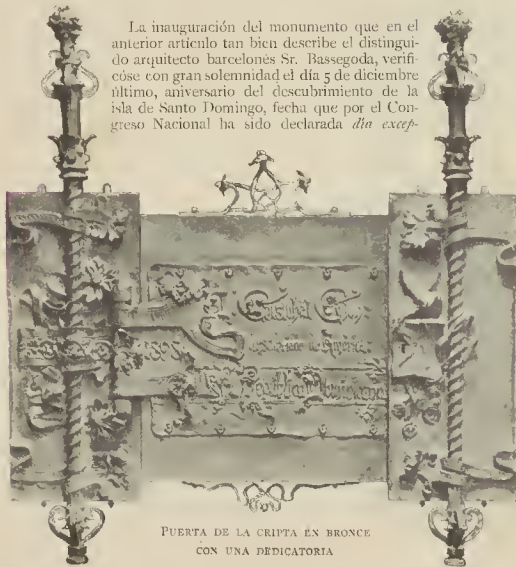 La inauguración del monumento que en el
anterior artículo tan bien describe el distingui-
do arquitecto barcelonés Sr. Bassegoda, verifi-
cóse con gran solemnidad el día 5 de diciembre
último, aniversario del descubrimiento de la
isla de Santo Domingo, fecha que por el Con-
greso Nacional ha sido declarada día excep-
PUERTA DE LA CRIPTA EN BRONCE
CON UNA DEDICATORIA